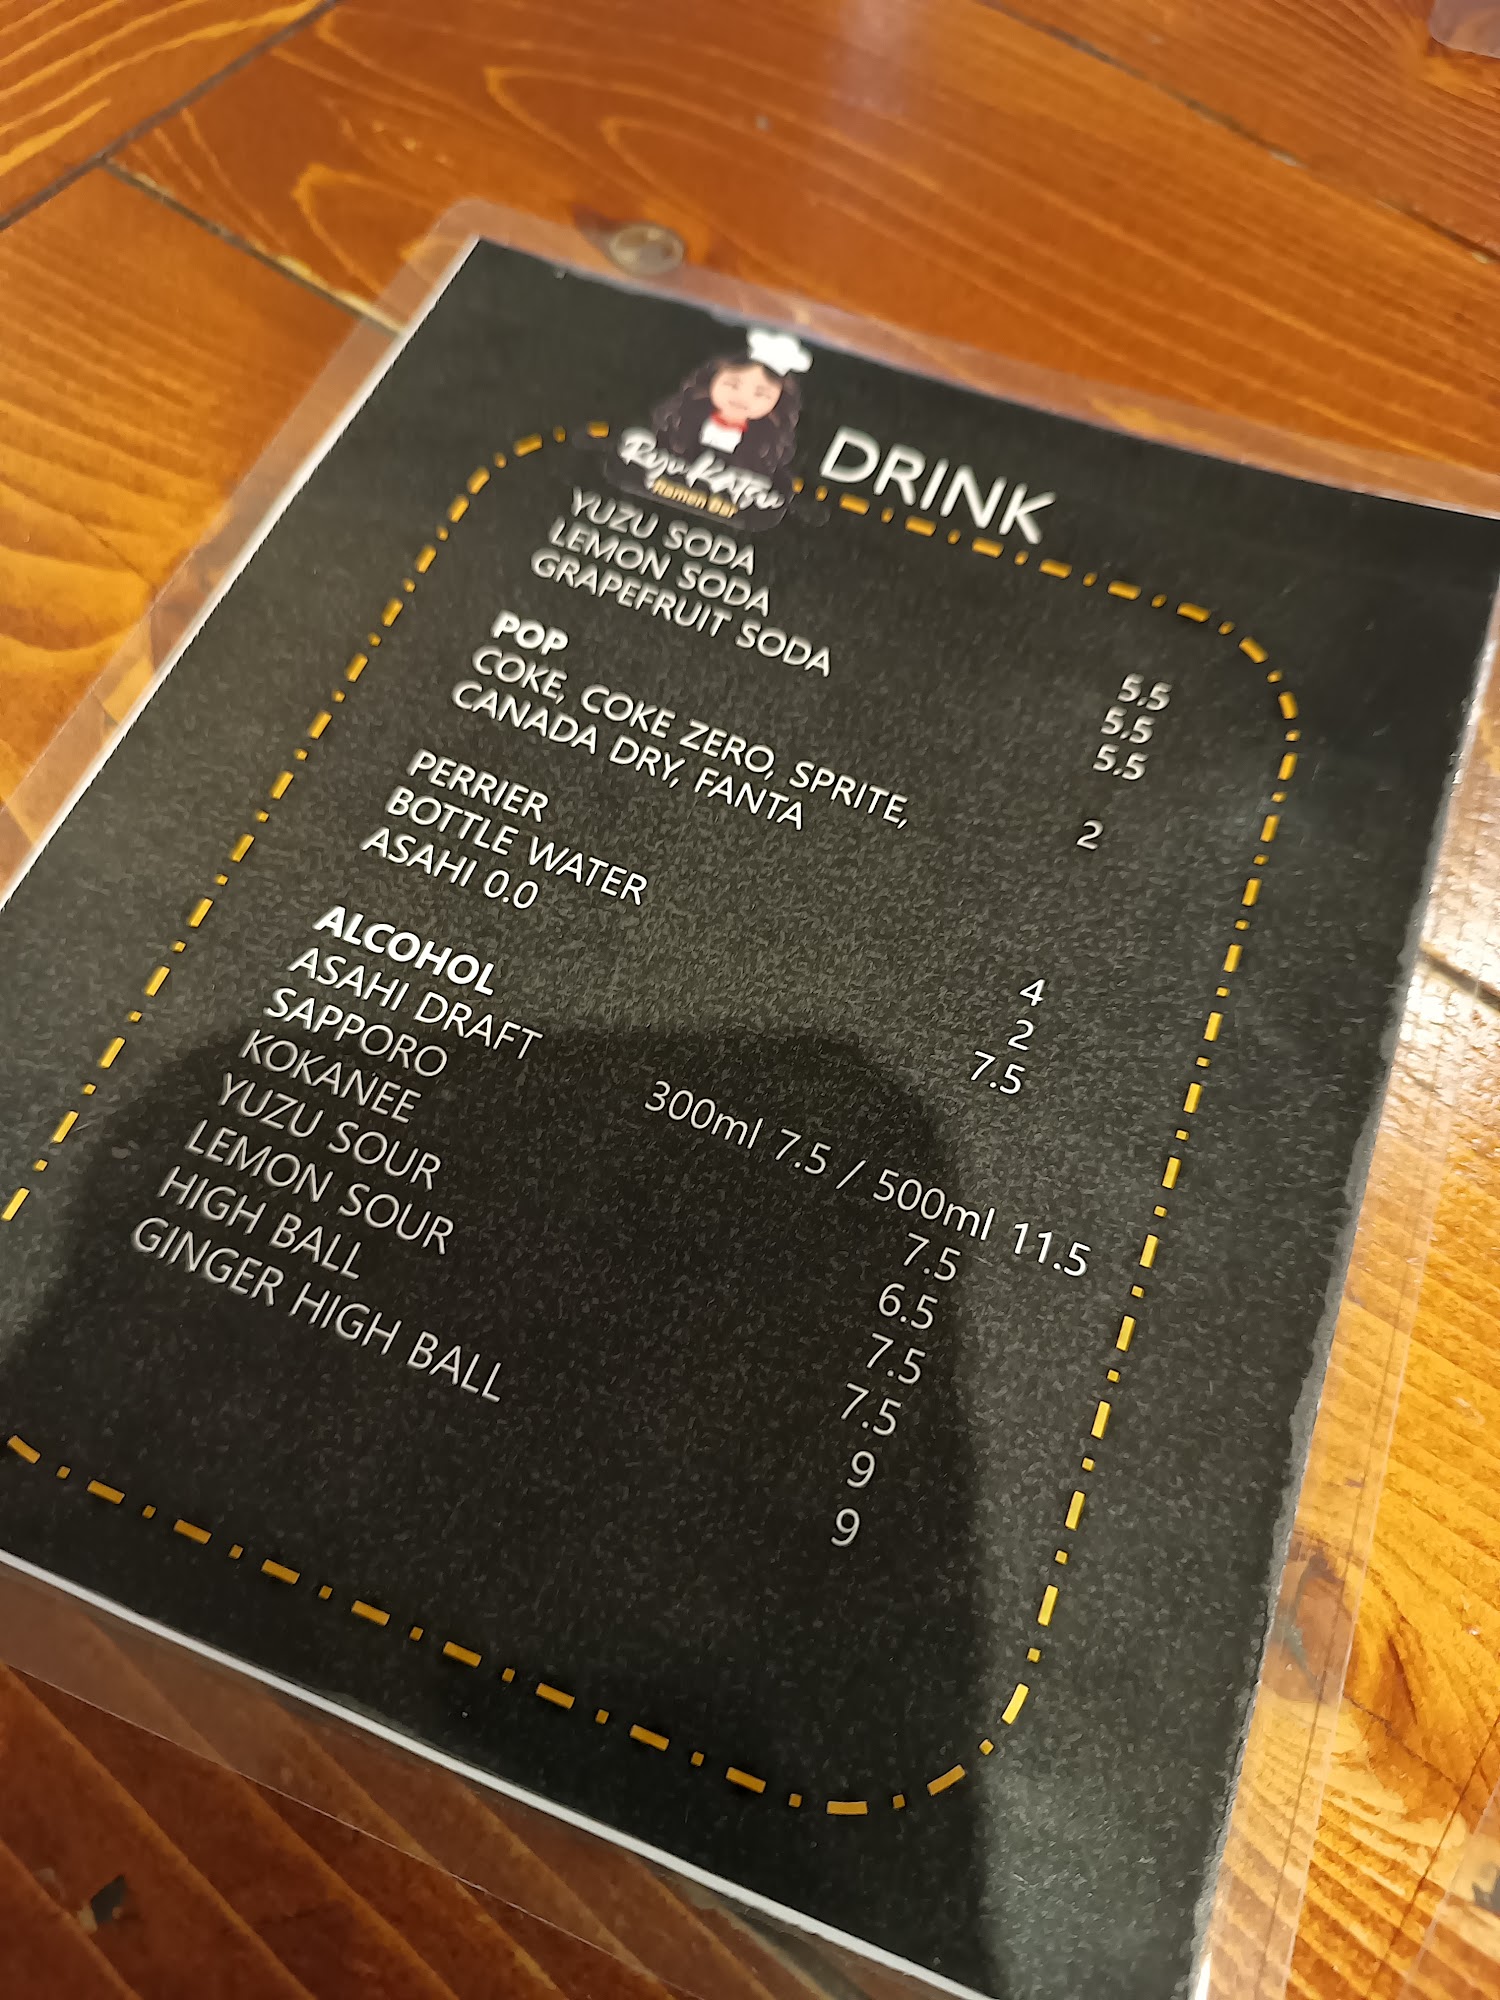 Ryu Katsu
Ramen Bar
DRINK
YUZU SODA 5.5
LEMON SODA 5.5
GRAPEFRUIT SODA 5.5
POP 2
COKE, COKE ZERO, SPRITE,
CANADA DRY, FANTA
PERRIER 4
BOTTLE WATER 2
ASAHI 0.0 7.5
ALCOHOL
ASAHI DRAFT 300ml 7.5 / 500ml 11.5
SAPPORO 7.5
KOKANEE 6.5
YUZU SOUR 7.5
LEMON SOUR 7.5
HIGH BALL 9
GINGER HIGH BALL 9